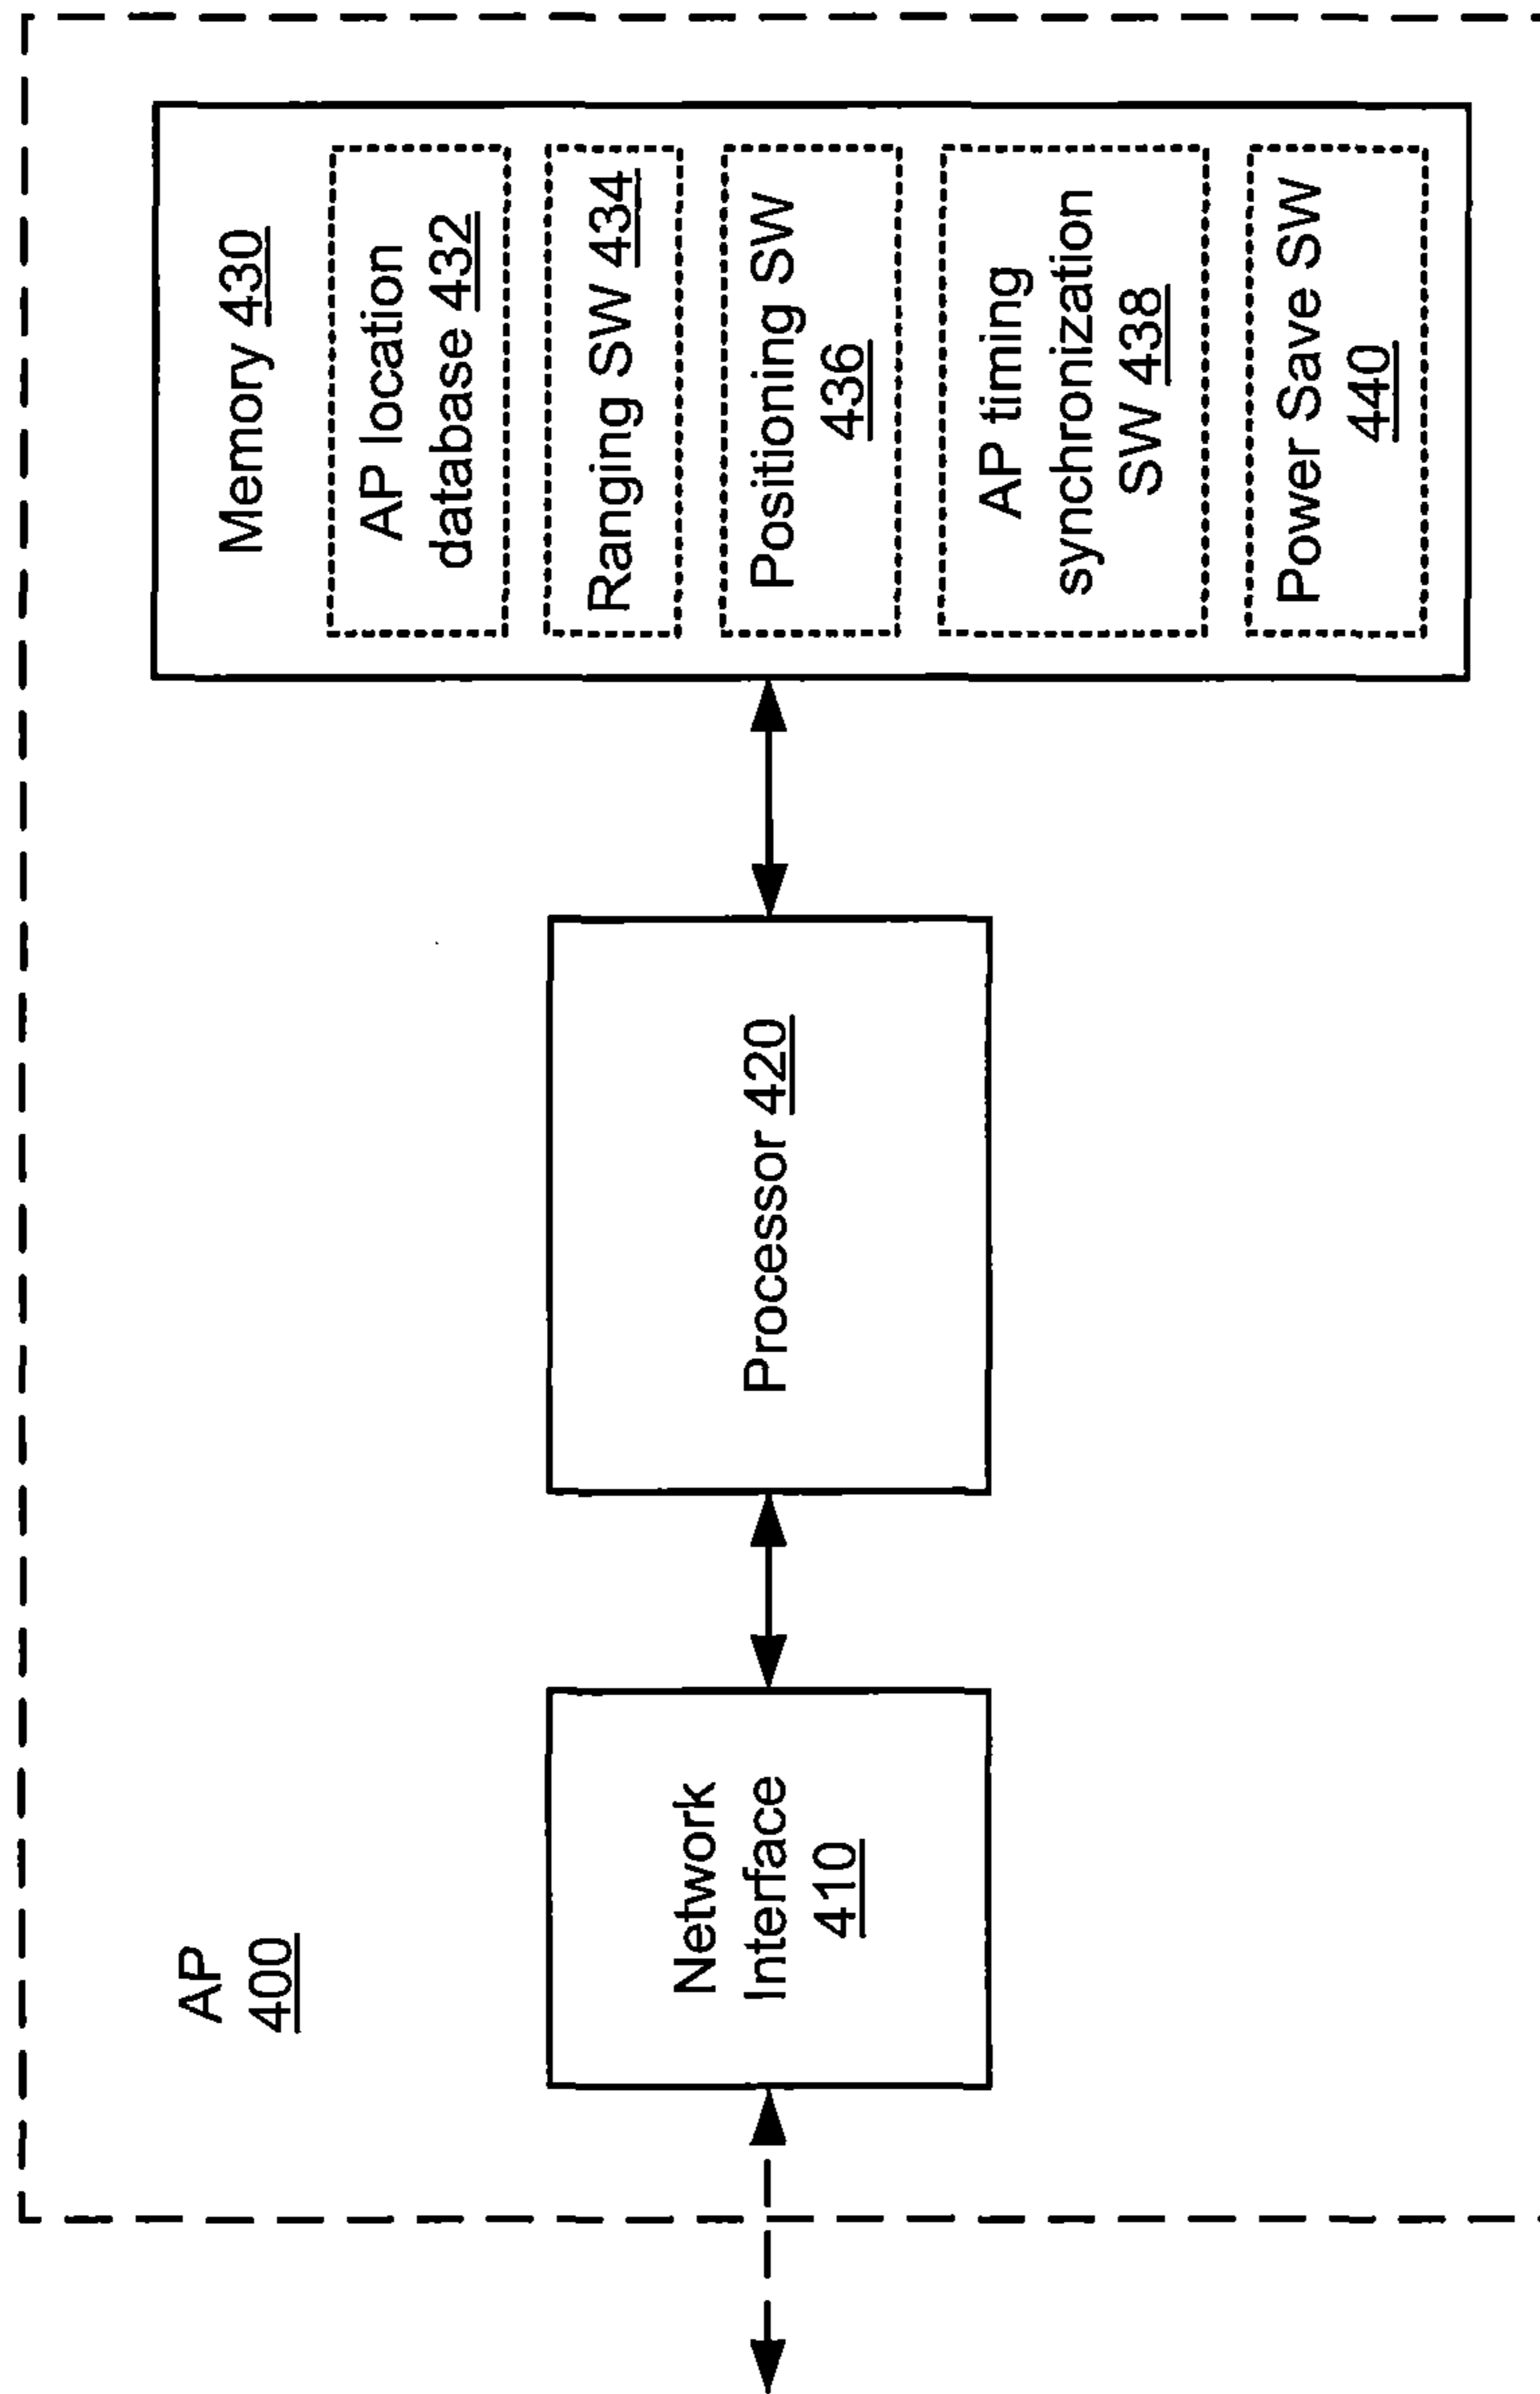 AP
400
Network
Interface
410
Processor 420
Memory 430
AP location
database 432
Ranging SW 434
Positioning SW
436
AP timing
synchronization
SW 438
Power Save SW
440